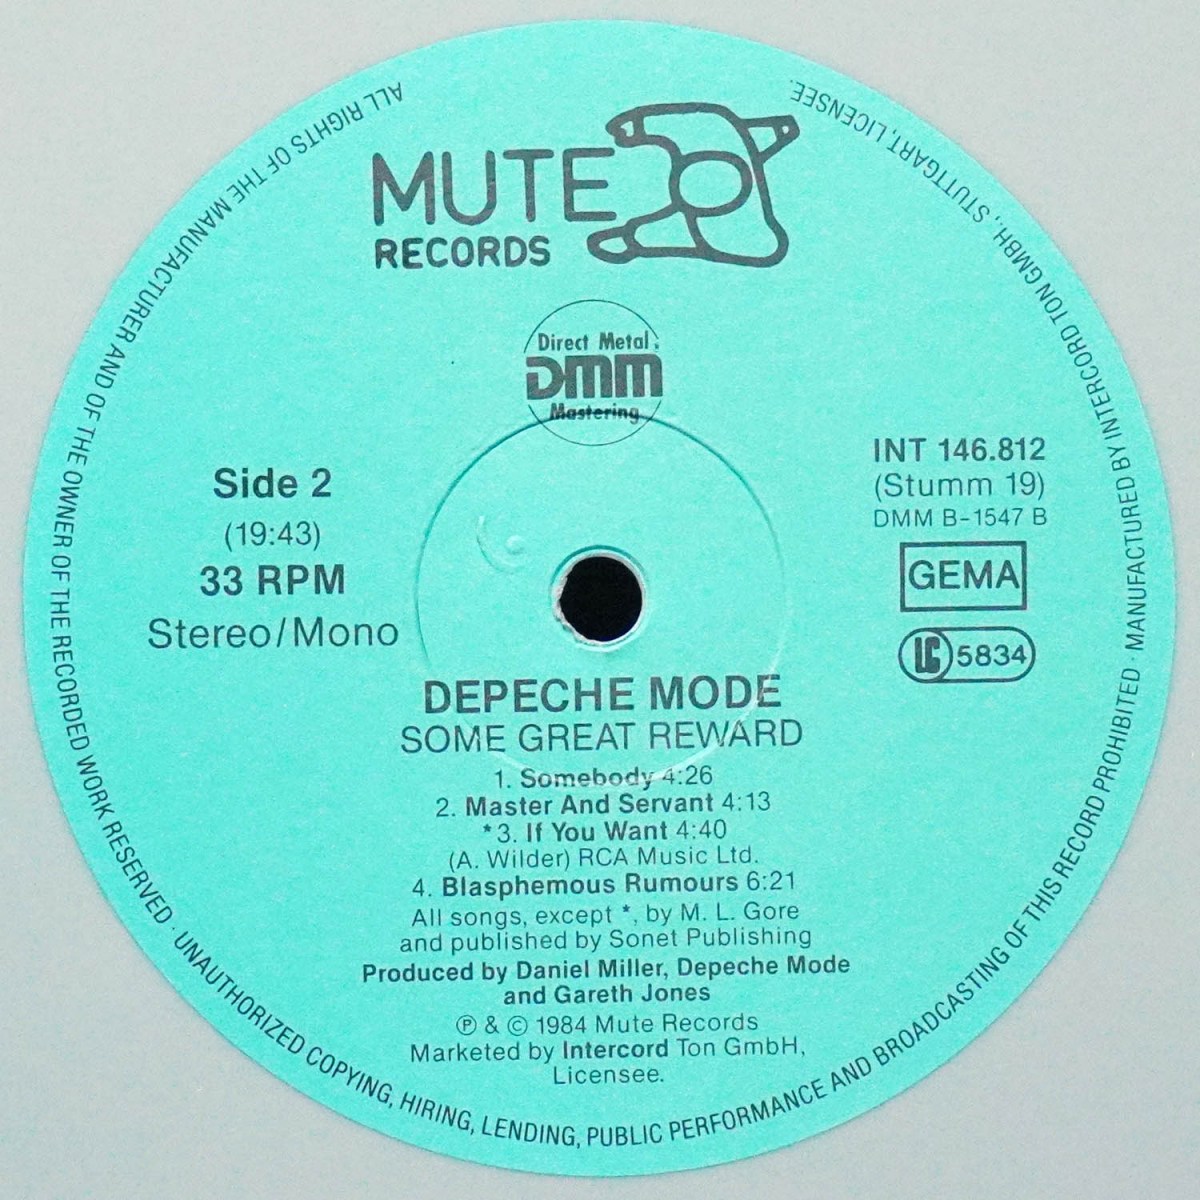 MUTE
RECORDS
Direct Metal
DMM
Mastering
Side 2
(19:43)
33 RPM
Stereo/Mono
INT 146.812
(Stumm 19)
DMM B-1547 B
GEMA
LC 5834
DEPECHE MODE
SOME GREAT REWARD
1. Somebody 4:26
2. Master And Servant 4:13
*3. If You Want 4:40
(A. Wilder) RCA Music Ltd.
4. Blasphemous Rumours 6:21
All songs, except *, by M. L. Gore
and published by Sonet Publishing
Produced by Daniel Miller, Depeche Mode
and Gareth Jones
℗ & © 1984 Mute Records
Marketed by Intercord Ton GmbH,
Licensee.
ALL RIGHTS OF THE MANUFACTURER AND OF THE OWNER OF THE RECORDED WORK RESERVED · UNAUTHORIZED COPYING, HIRING, LENDING, PUBLIC PERFORMANCE AND BROADCASTING OF THIS RECORD PROHIBITED · MANUFACTURED BY INTERCORD TON GMBH., STUTTGART, LICENSEE.